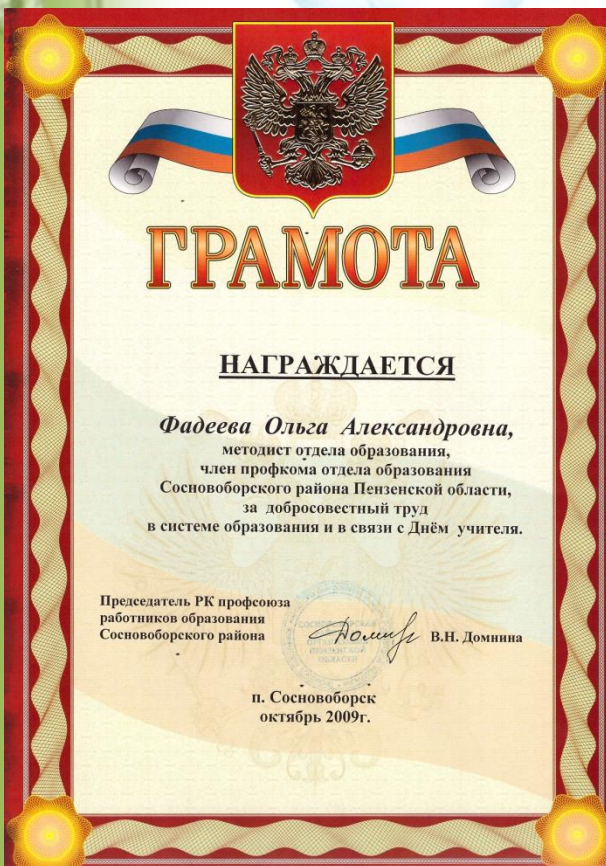 ГРАМОТА
НАГРАЖДАЕТСЯ
Фадеева Ольга Александровна,
методист отдела образования,
член профкома отдела образования
Сосновоборского района Пензенской области,
за добросовестный труд
в системе образования и в связи с Днём учителя.
Председатель РК профсоюза
работников образования
Сосновоборского района В.Н. Домнина
п. Сосновоборск
октябрь 2009г.